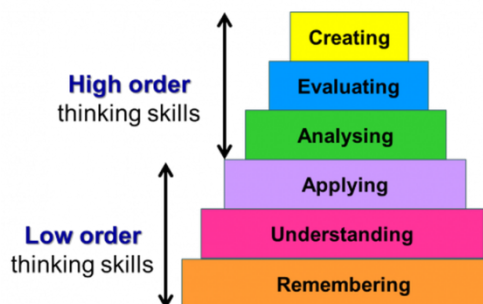 Creating
Evaluating
High order
thinking skills
Analysing
Applying
Understanding
Low order
thinking skills
Remembering